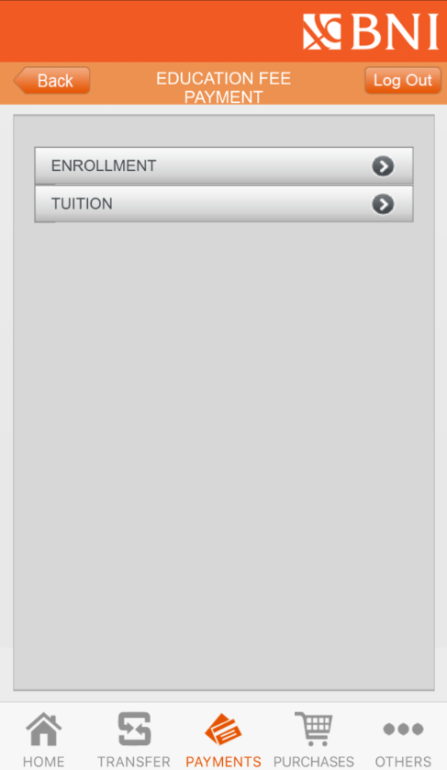 BNI
Back
EDUCATION FEE
PAYMENT
Log Out
ENROLLMENT
TUITION
HOME
TRANSFER
PAYMENTS
PURCHASES
OTHERS